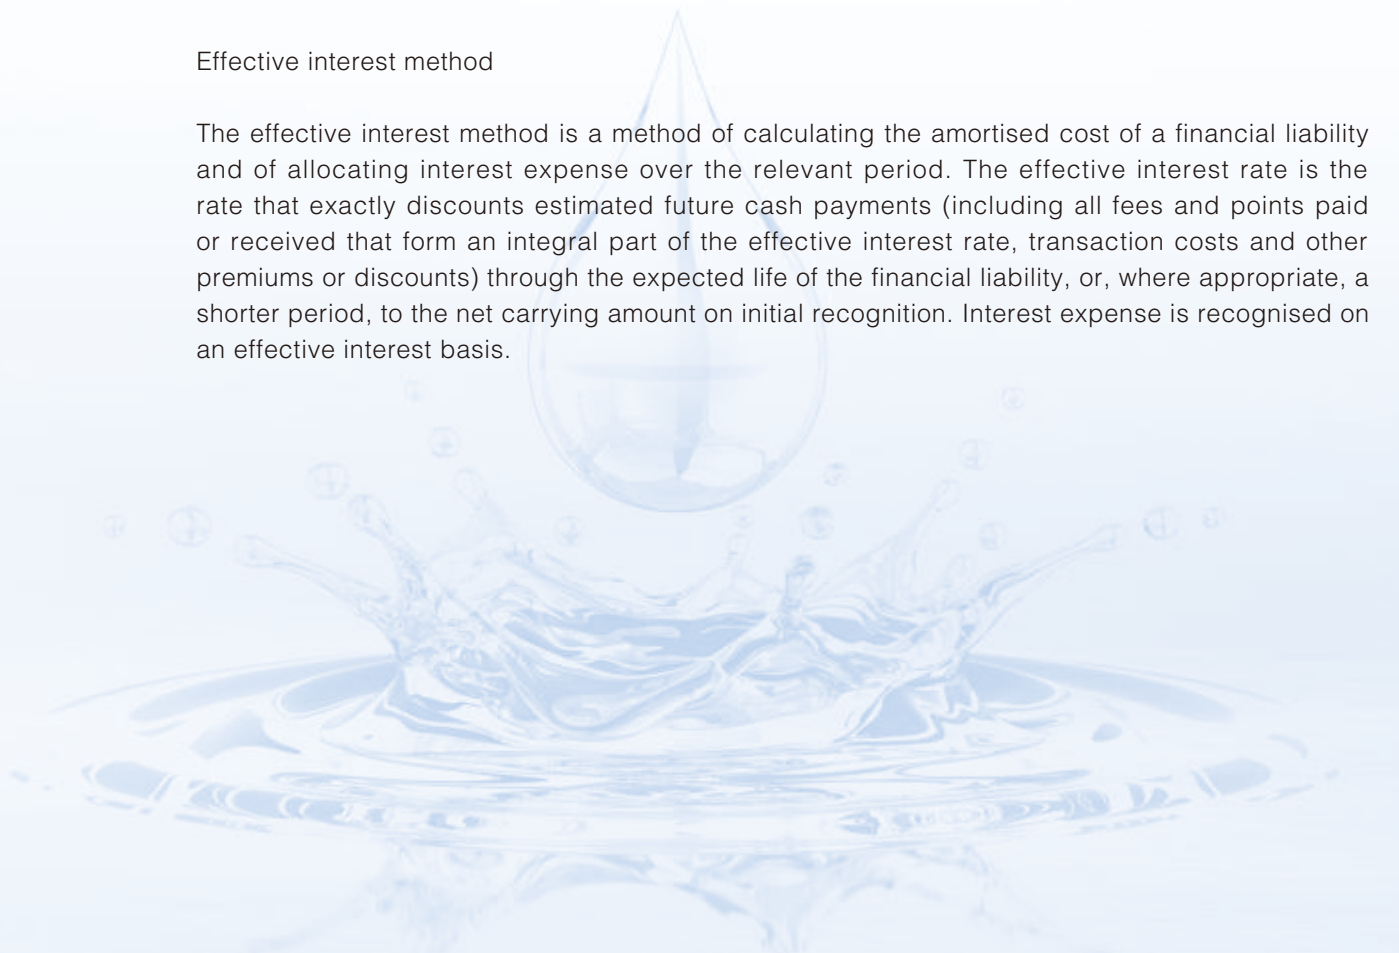 Effective interest method
The effective interest method is a method of calculating the amortised cost of a financial liability
and of allocating interest expense over the relevant period. The effective interest rate is the
rate that exactly discounts estimated future cash payments (including all fees and points paid
or received that form an integral part of the effective interest rate, transaction costs and other
premiums or discounts) through the expected life of the financial liability, or, where appropriate, a
shorter period, to the net carrying amount on initial recognition. Interest expense is recognised on
an effective interest basis.